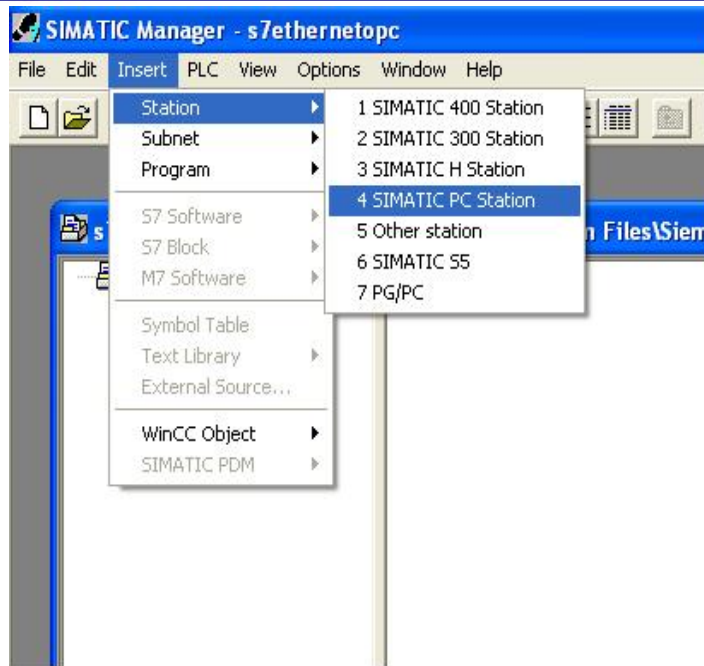 SIMATIC Manager - s7ethernetopc
File Edit Insert PLC View Options Window Help
Station
Subnet
Program
S7 Software
S7 Block
M7 Software
Symbol Table
Text Library
External Source...
WinCC Object
SIMATIC PDM
1 SIMATIC 400 Station
2 SIMATIC 300 Station
3 SIMATIC H Station
4 SIMATIC PC Station
5 Other station
6 SIMATIC S5
7 PG/PC
Files\Siem